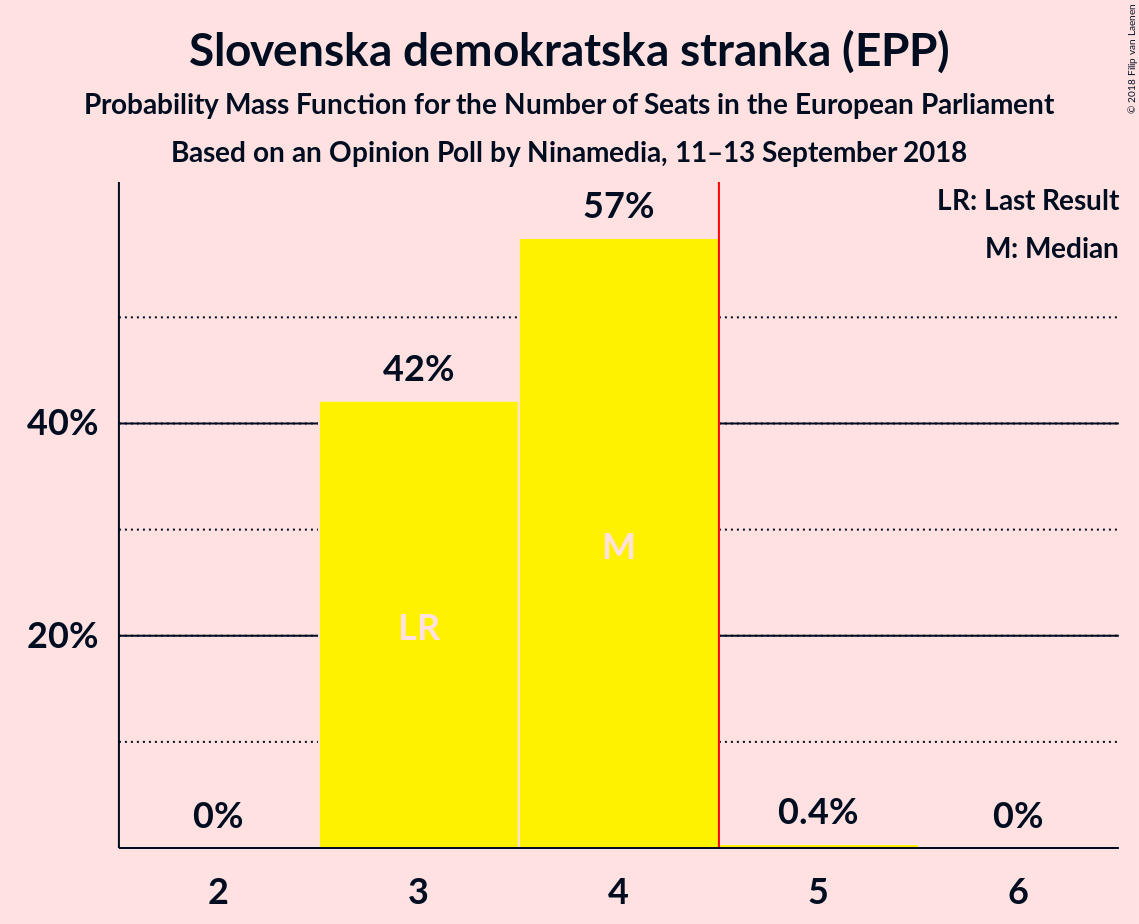 Slovenska demokratska stranka (EPP)
Probability Mass Function for the Number of Seats in the European Parliament
Based on an Opinion Poll by Ninamedia, 11–13 September 2018
© 2018 Filip van Laenen
LR: Last Result
M: Median
57%
42%
40%
M
LR
20%
0%
0.4%
0%
2 3 4 5 6